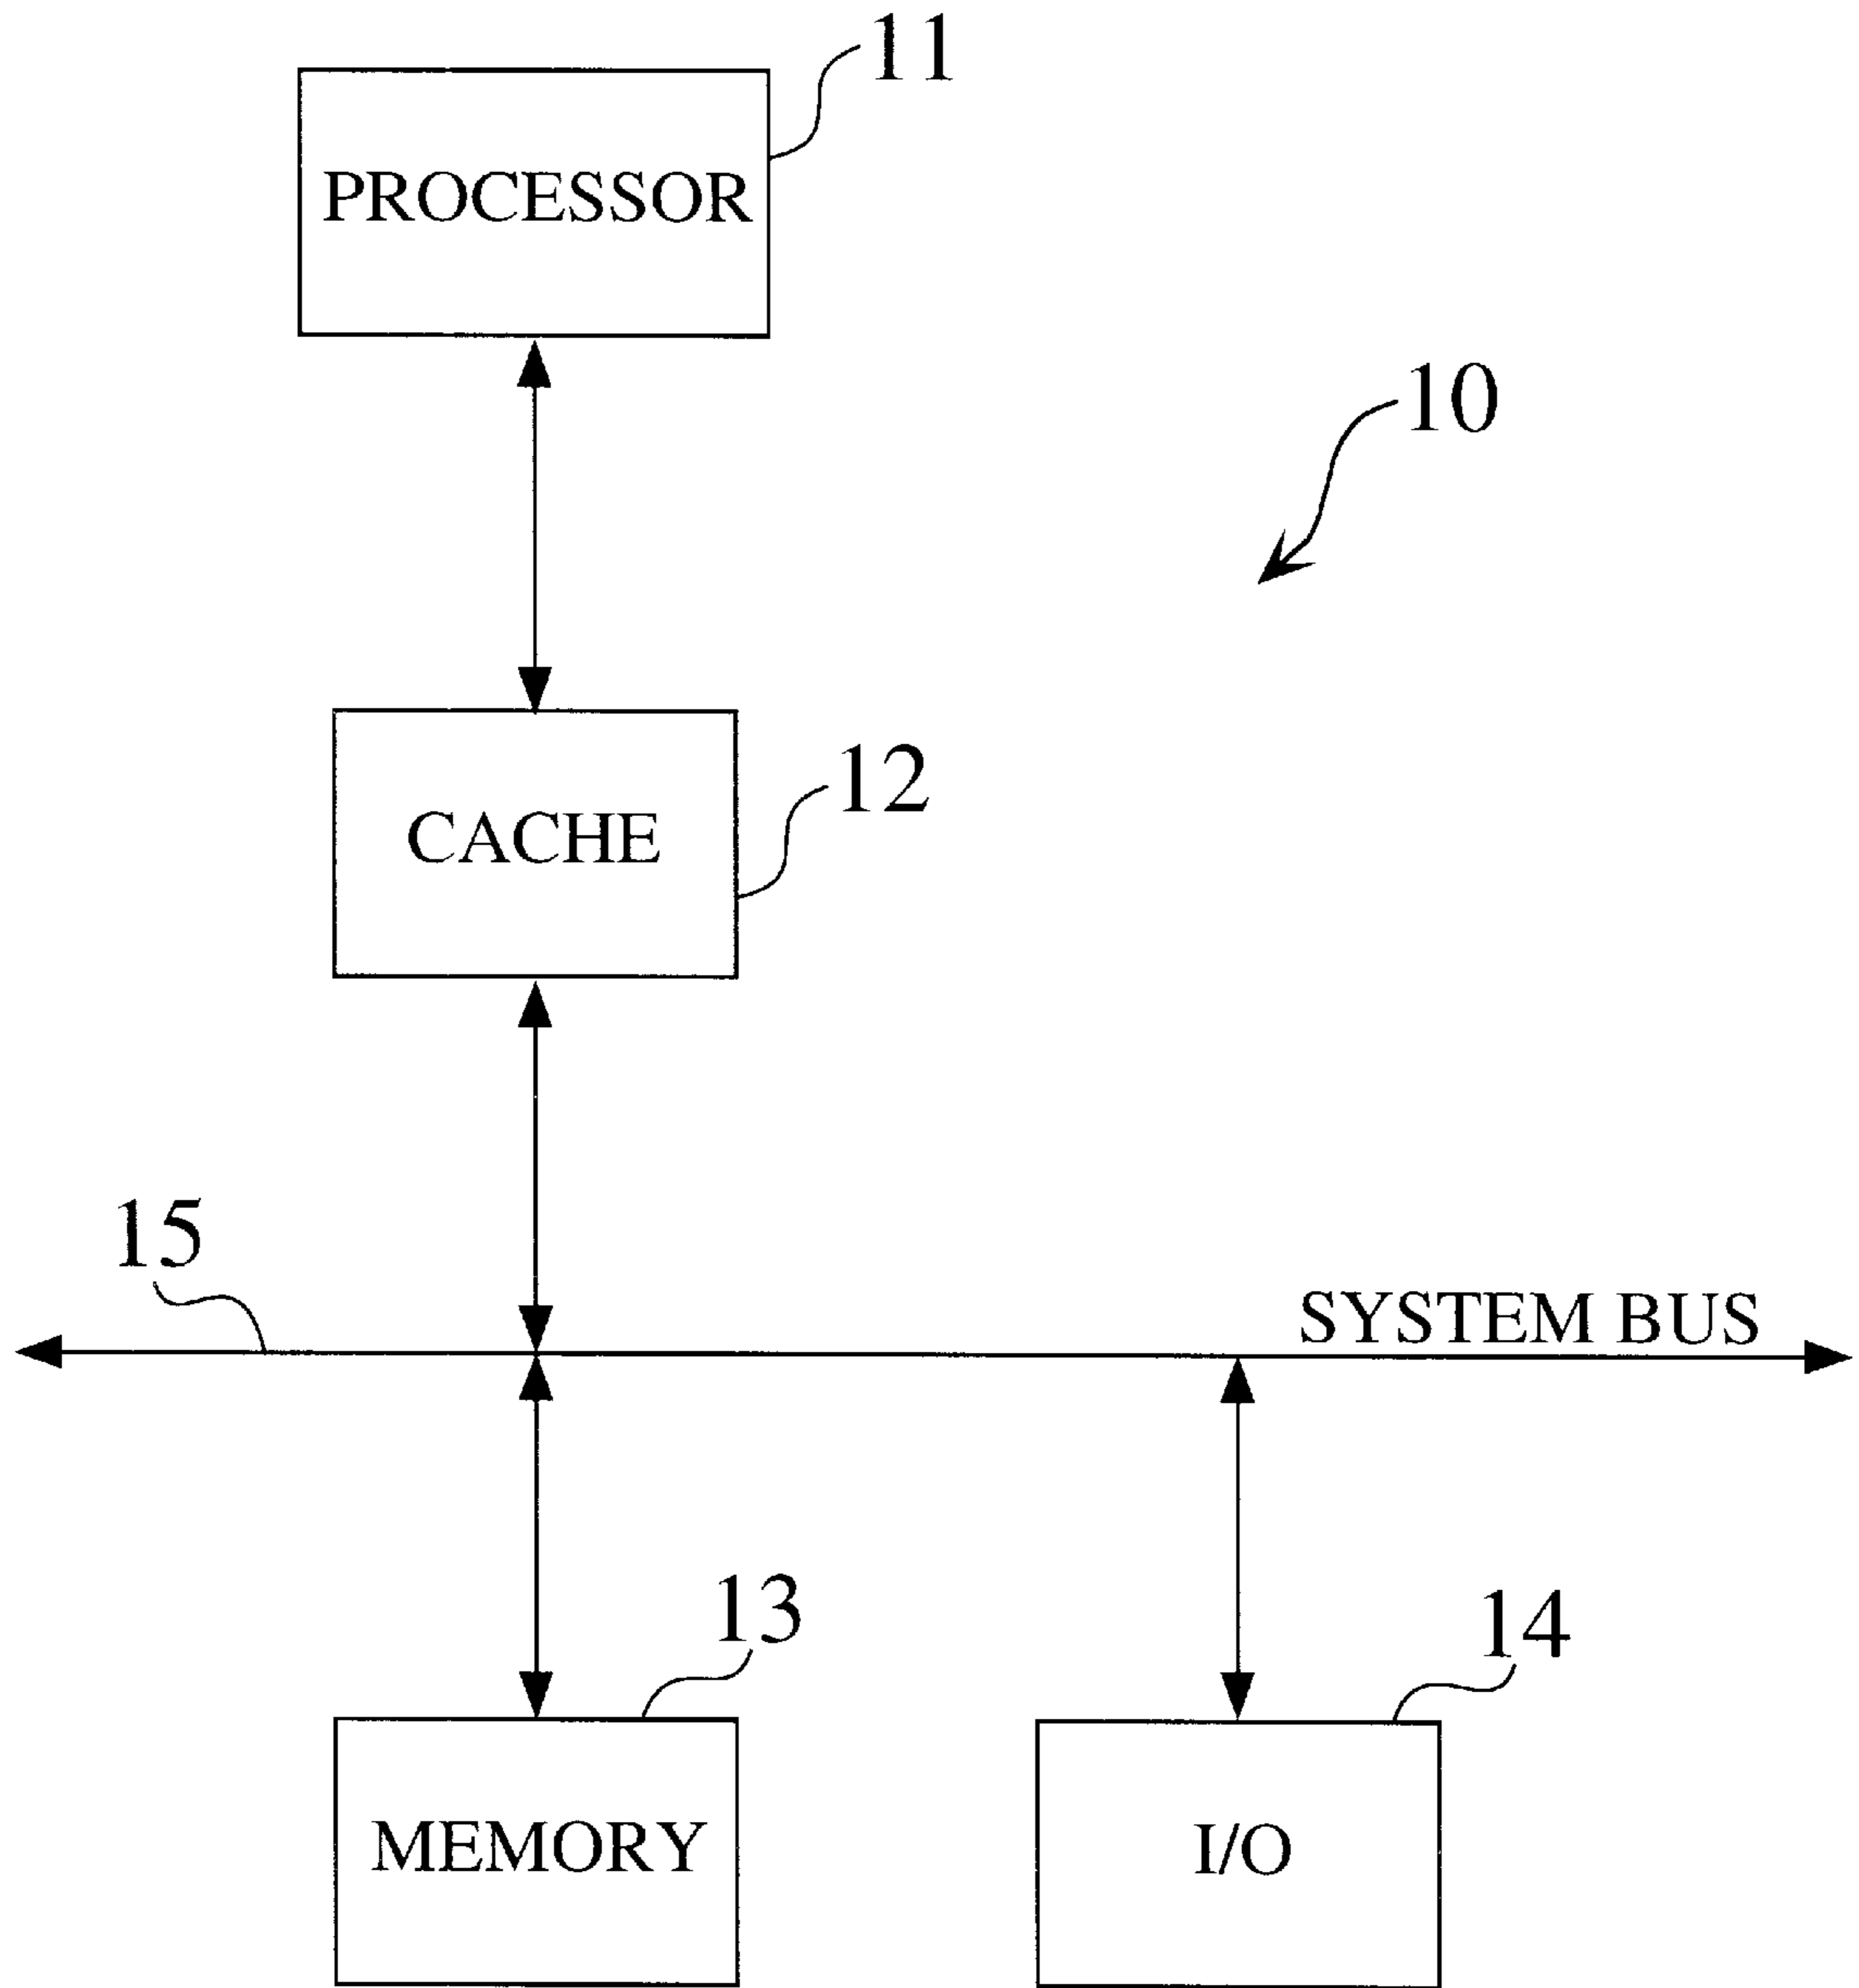 11
PROCESSOR
10
12
CACHE
15
SYSTEM BUS
13
14
MEMORY
I/O